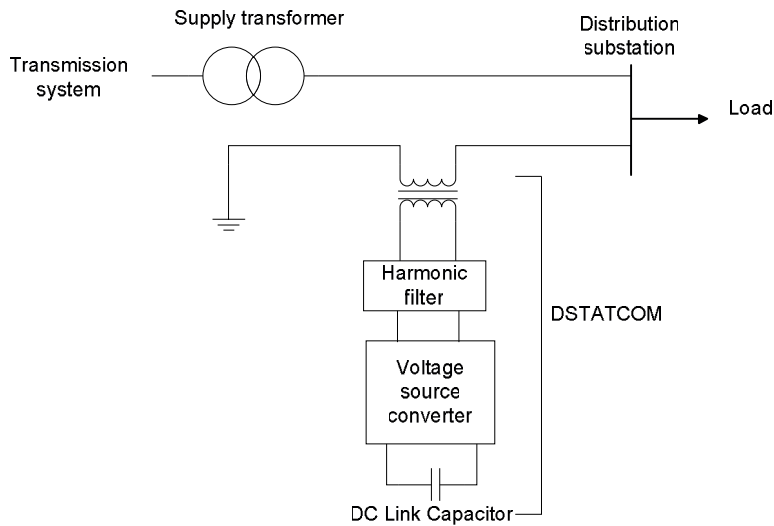 Supply transformer
Distribution
substation
Transmission
system
Load
Harmonic
filter
DSTATCOM
Voltage
source
converter
DC Link Capacitor